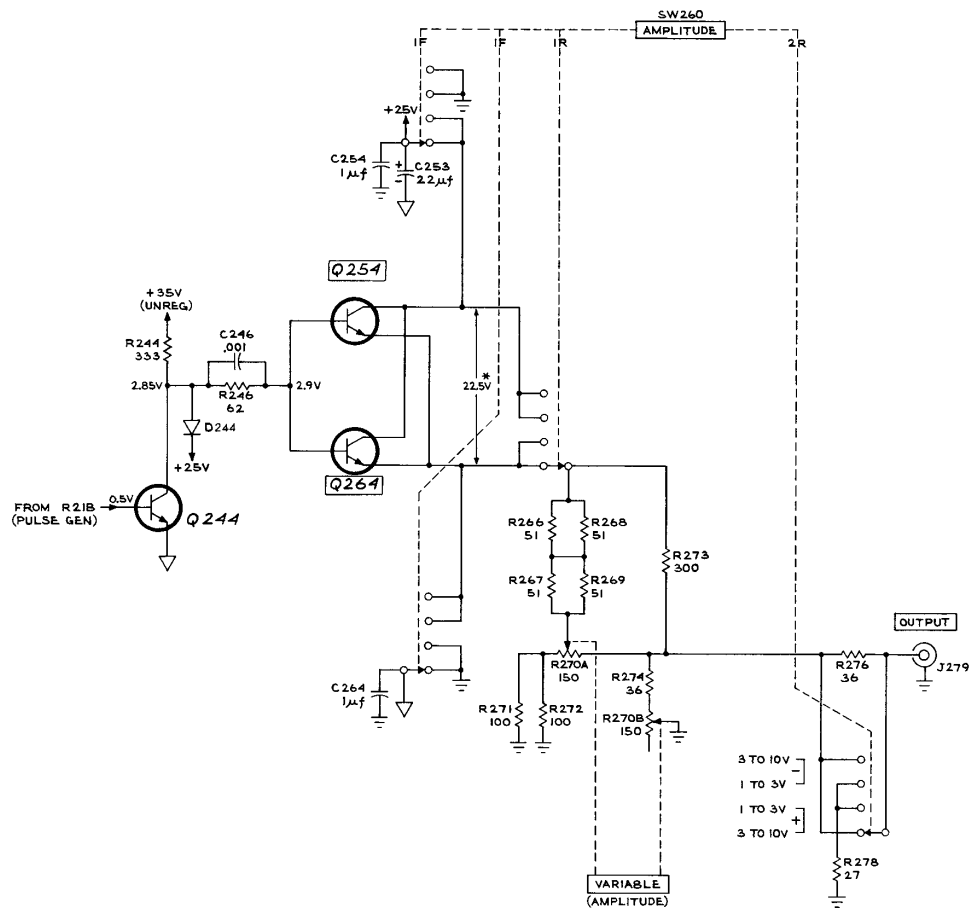 SW260
AMPLITUDE
1F
1F
1R
2R
+25V
C254
1µf
+
-
C253
22µf
Q254
+35V
(UNREG)
R244
333
C246
.001
2.85V
R246
62
2.9V
22.5V
*
D244
+25V
FROM R21B
(PULSE GEN)
0.5V
Q244
Q264
R266
51
R268
51
R267
51
R269
51
R273
300
OUTPUT
J279
R276
36
R270A
150
R274
36
R270B
150
R271
100
R272
100
C264
1µf
3 TO 10V
-
1 TO 3V
1 TO 3V
+
3 TO 10V
R278
27
VARIABLE
(AMPLITUDE)